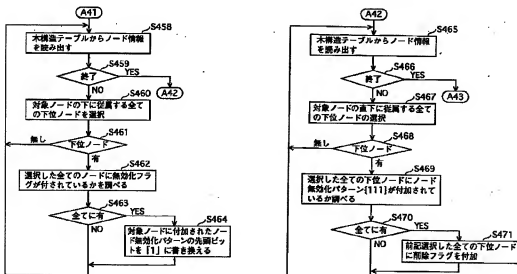 A41
S458
木構造テーブルからノード情報
を読み出す
S459
終了
YES
A42
NO
S460
対象ノードの下に従属する全て
の下位ノードを選択
S461
無し
下位ノード
有
S462
選択した全てのノードに無効化フラ
グが付されているかを調べる
S463
全てに有
YES
NO
S464
対象ノードに付加されたノー
ド無効化パターンの先頭ビッ
トを「1」に書き換える
A42
S465
木構造テーブルからノード情報
を読み出す
S466
終了
YES
A43
NO
S467
対象ノードの直下に従属する全て
の下位ノードの選択
S468
無し
下位ノード
有
S469
選択した全ての下位ノードにノード
無効化パターン[111]が付加されて
いるか調べる
S470
全てに有
YES
NO
S471
前記選択した全ての下位ノード
に削除フラグを付加